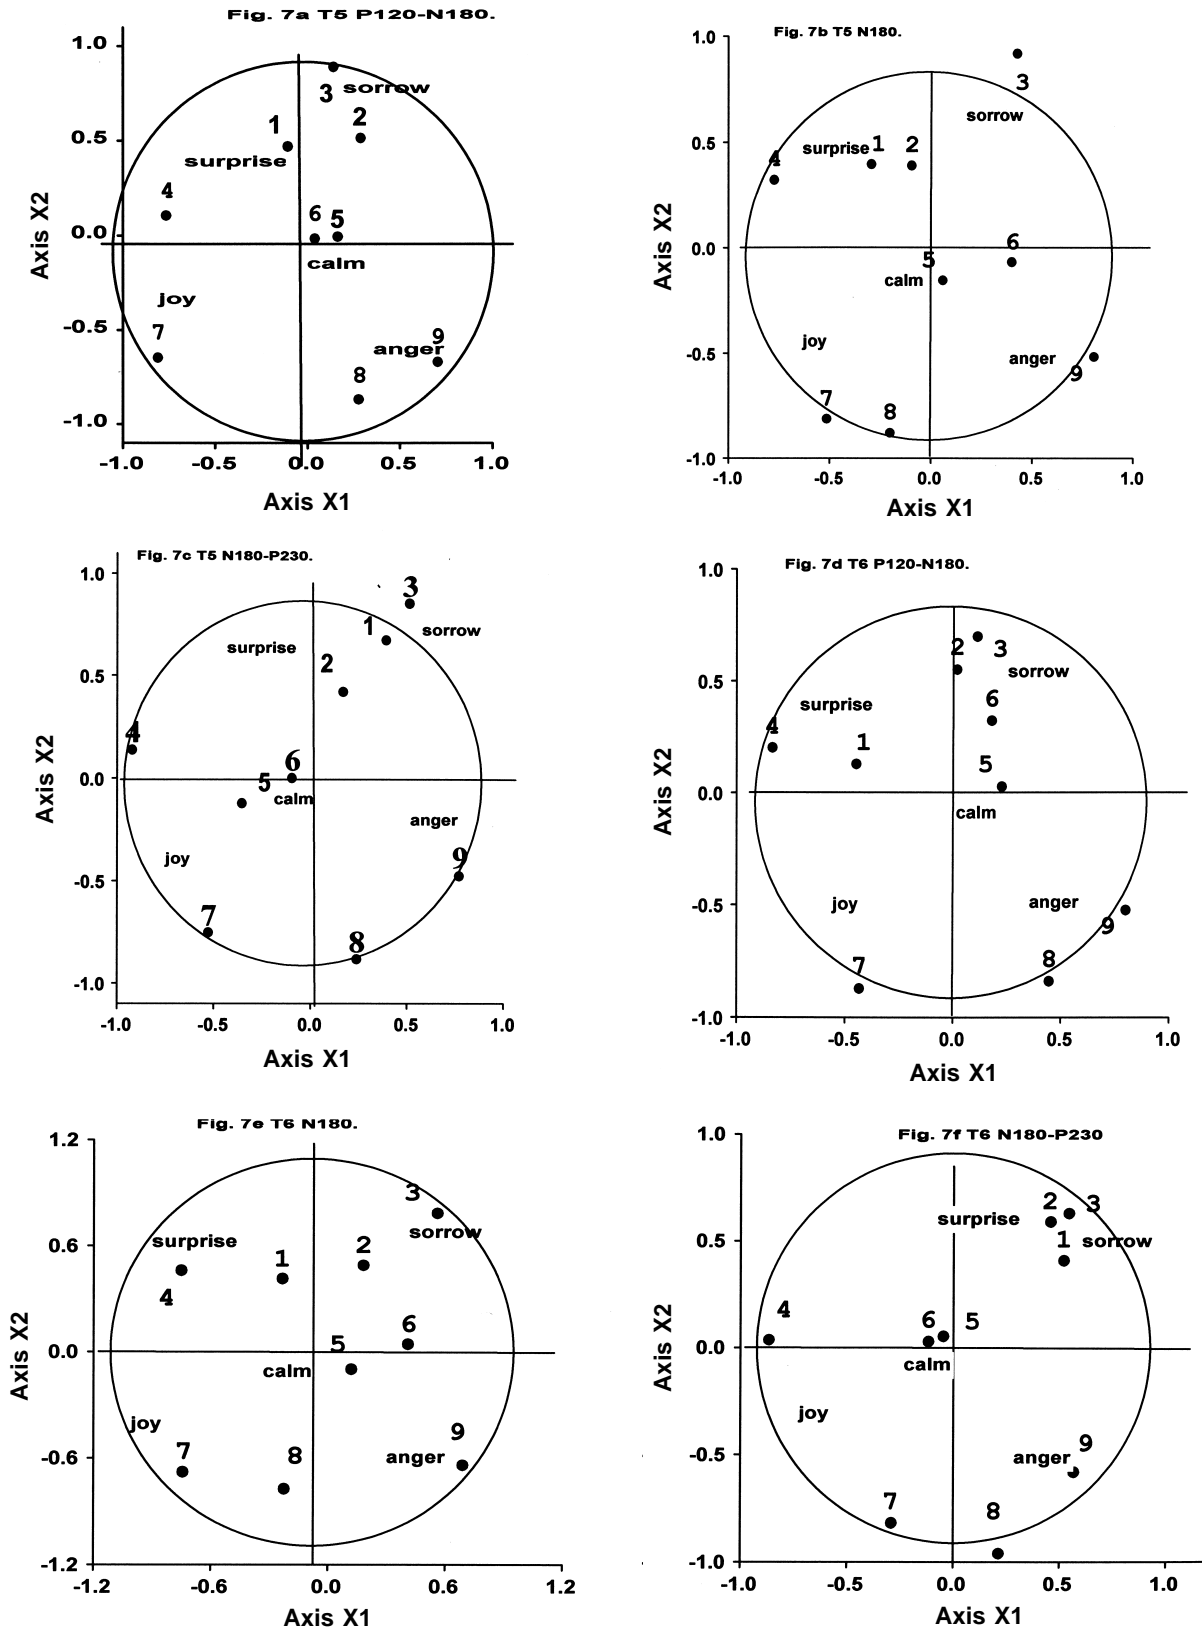 Fig. 7a T5 P120-N180.
1.0
0.5
0.0
-0.5
-1.0
Axis X2
3
sorrow
2
1
surprise
4
6
5
calm
joy
7
9
anger
8
-1.0
-0.5
0.0
0.5
1.0
Axis X1
Fig. 7b T5 N180.
1.0
0.5
0.0
-0.5
-1.0
Axis X2
3
sorrow
surprise
1
2
4
6
5
calm
joy
anger
9
7
8
-1.0
-0.5
0.0
0.5
1.0
Axis X1
Fig. 7c T5 N180-P230.
1.0
0.5
0.0
-0.5
-1.0
Axis X2
3
1
sorrow
surprise
2
4
6
5
calm
anger
joy
9
7
8
-1.0
-0.5
0.0
0.5
1.0
Axis X1
Fig. 7d T6 P120-N180.
1.0
0.5
0.0
-0.5
-1.0
Axis X2
2
3
sorrow
6
surprise
4
1
5
calm
joy
anger
9
7
8
-1.0
-0.5
0.0
0.5
1.0
Axis X1
Fig. 7e T6 N180.
1.2
0.6
0.0
-0.6
-1.2
Axis X2
3
sorrow
surprise
1
2
4
6
5
calm
joy
9
anger
7
8
-1.2
-0.6
0.0
0.6
1.2
Axis X1
Fig. 7f T6 N180-P230
1.0
0.5
0.0
-0.5
-1.0
Axis X2
2
3
surprise
1
sorrow
4
6
5
calm
joy
9
anger
7
8
-1.0
-0.5
0.0
0.5
1.0
Axis X1